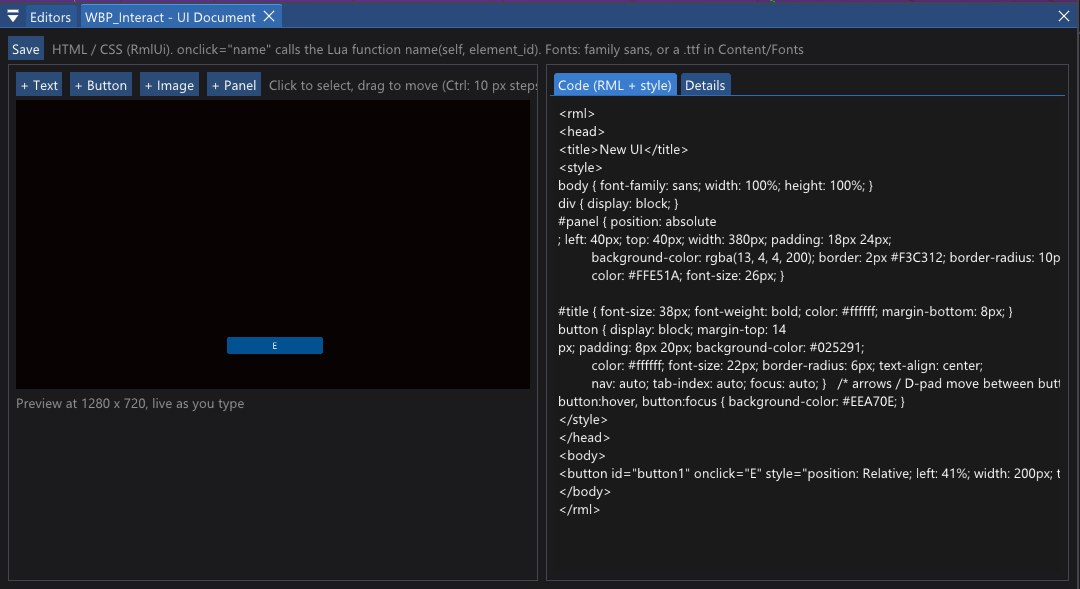 Editors
WBP_Interact - UI Document
Save
HTML / CSS (RmlUi). onclick="name" calls the Lua function name(self, element_id). Fonts: family sans, or a .ttf in Content/Fonts
+ Text
+ Button
+ Image
+ Panel
Click to select, drag to move (Ctrl: 10 px steps
E
Preview at 1280 x 720, live as you type
Code (RML + style)
Details
<rml>
<head>
<title>New UI</title>
<style>
body { font-family: sans; width: 100%; height: 100%; }
div { display: block; }
#panel { position: absolute
; left: 40px; top: 40px; width: 380px; padding: 18px 24px;
background-color: rgba(13, 4, 4, 200); border: 2px #F3C312; border-radius: 10p
color: #FFE51A; font-size: 26px; }
#title { font-size: 38px; font-weight: bold; color: #ffffff; margin-bottom: 8px; }
button { display: block; margin-top: 14
px; padding: 8px 20px; background-color: #025291;
color: #ffffff; font-size: 22px; border-radius: 6px; text-align: center;
nav: auto; tab-index: auto; focus: auto; }   /* arrows / D-pad move between butt
button:hover, button:focus { background-color: #EEA70E; }
</style>
</head>
<body>
<button id="button1" onclick="E" style="position: Relative; left: 41%; width: 200px; t
</body>
</rml>